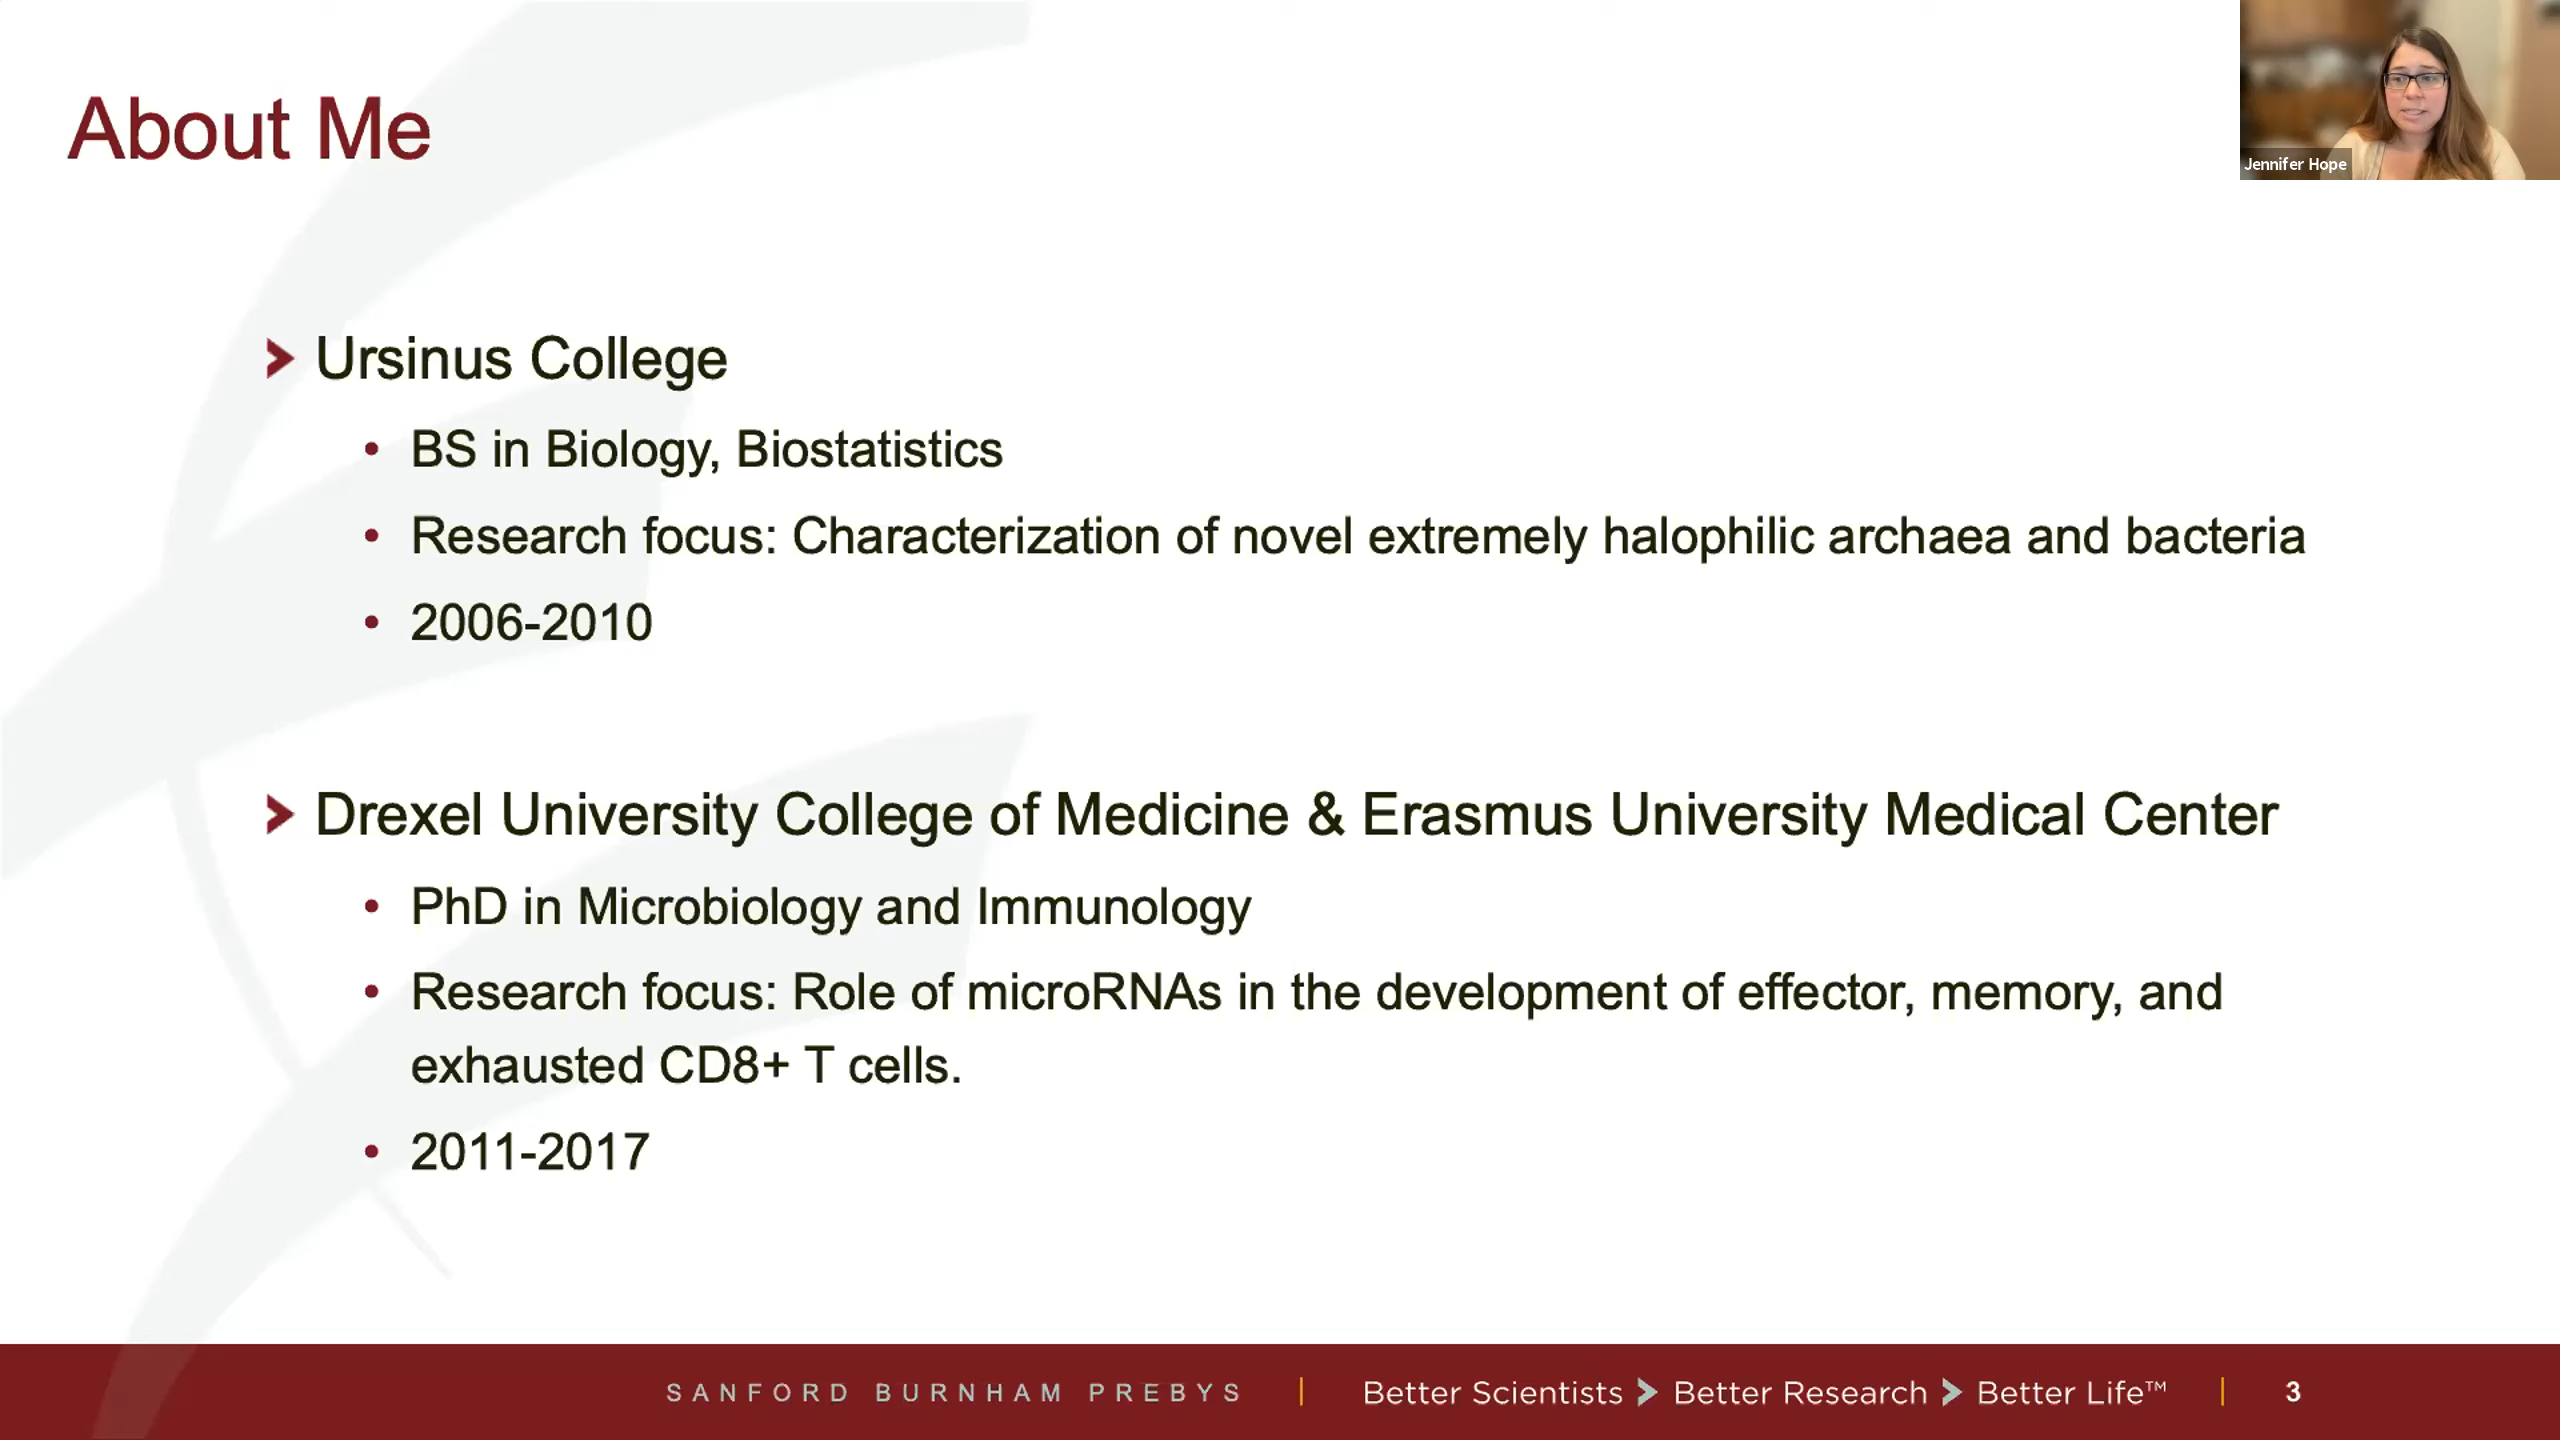 About Me
Jennifer Hope
Ursinus College
• BS in Biology, Biostatistics
• Research focus: Characterization of novel extremely halophilic archaea and bacteria
• 2006-2010
Drexel University College of Medicine & Erasmus University Medical Center
• PhD in Microbiology and Immunology
• Research focus: Role of microRNAs in the development of effector, memory, and
exhausted CD8+ T cells.
• 2011-2017
SANFORD BURNHAM PREBYS | Better Scientists > Better Research > Better Life™ | 3